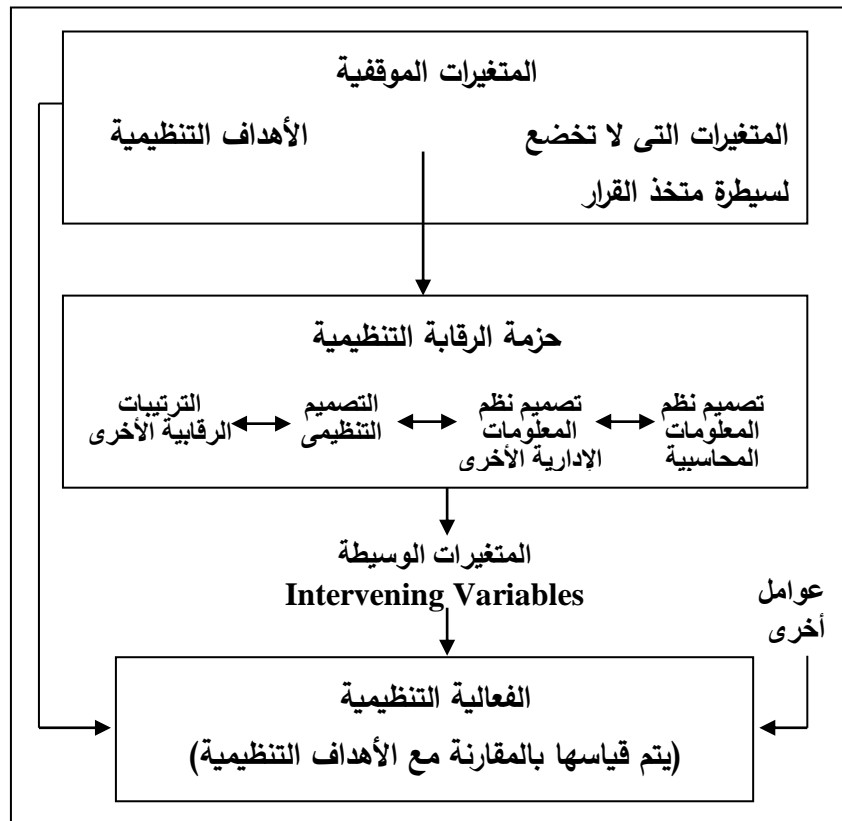 المتغيرات الموقفية
المتغيرات التى لا تخضع
لسيطرة متخذ القرار
الأهداف التنظيمية
حزمة الرقابة التنظيمية
تصميم نظم
المعلومات
المحاسبية
تصميم نظم
المعلومات
الإدارية الأخرى
التصميم
التنظيمى
الترتيبات
الرقابية الأخرى
المتغيرات الوسيطة
Intervening Variables
عوامل
أخرى
الفعالية التنظيمية
(يتم قياسها بالمقارنة مع الأهداف التنظيمية)